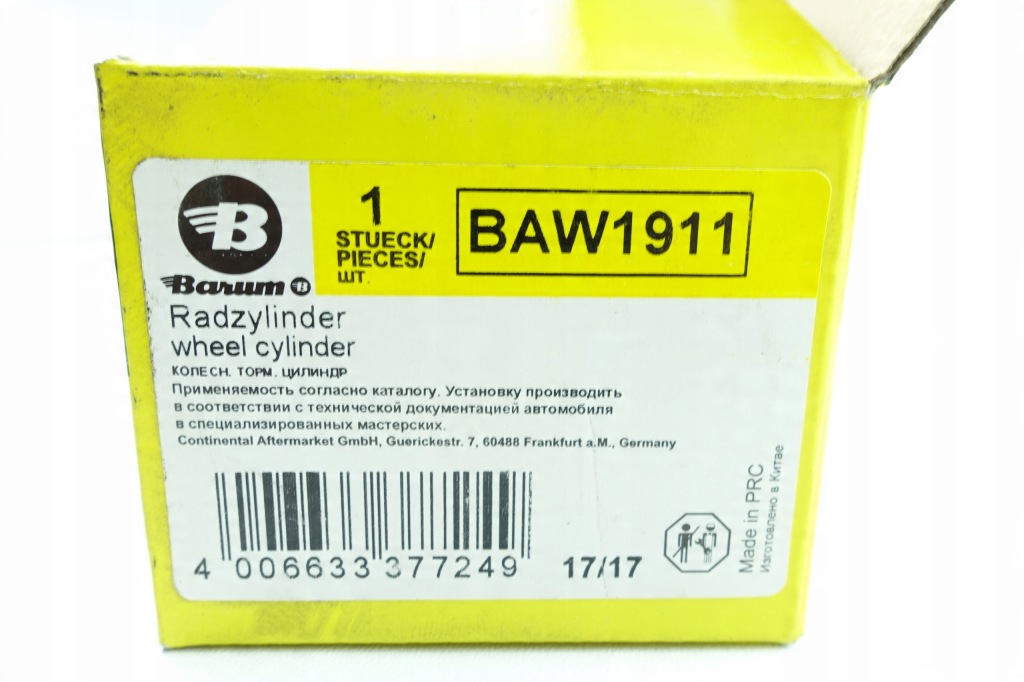 B
Barum B
1
STUECK/
PIECES/
ШТ.
BAW1911
Radzylinder
wheel cylinder
КОЛЕСН. ТОРМ. ЦИЛИНДР
Применяемость согласно каталогу. Установку производить
в соответствии с технической документацией автомобиля
в специализированных мастерских.
Continental Aftermarket GmbH, Guerickestr. 7, 60488 Frankfurt a.M., Germany
4 006633 377249
17/17
Made in PRC
Изготовлено в Китае